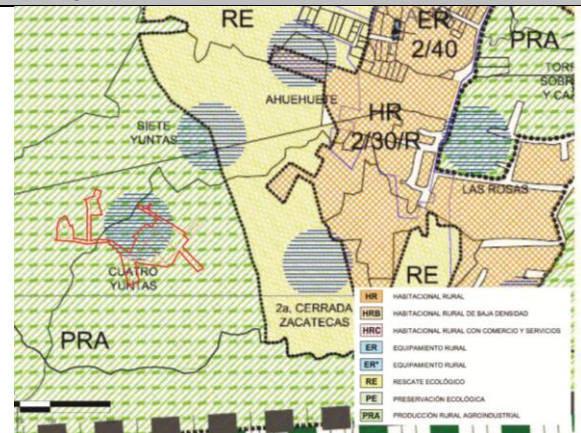 RE
ER
2/40
PRA
AHUEHUETE
SIETE
YUNTAS
HR
2/30/R
LAS ROSAS
CUATRO
YUNTAS
RE
2a. CERRADA
ZACATECAS
PRA
HR HABITACIONAL RURAL
HRB HABITACIONAL RURAL DE BAJA DENSIDAD
HRC HABITACIONAL RURAL CON COMERCIO Y SERVICIOS
ER EQUIPAMIENTO RURAL
ER* EQUIPAMIENTO RURAL
RE RESCATE ECOLÓGICO
PE PRESERVACIÓN ECOLÓGICA
PRA PRODUCCIÓN RURAL AGROINDUSTRIAL